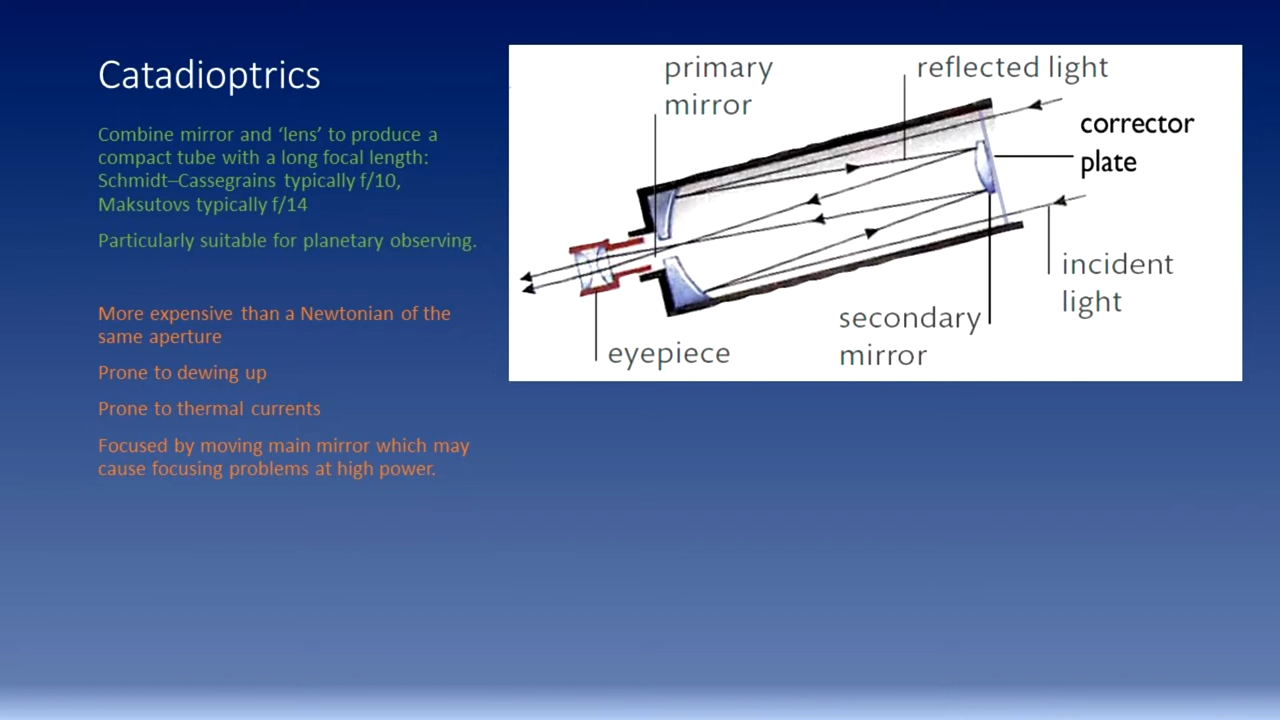 Catadioptrics
Combine mirror and ‘lens’ to produce a
compact tube with a long focal length:
Schmidt–Cassegrains typically f/10,
Maksutovs typically f/14
Particularly suitable for planetary observing.
More expensive than a Newtonian of the
same aperture
Prone to dewing up
Prone to thermal currents
Focused by moving main mirror which may
cause focusing problems at high power.
primary
mirror
reflected light
corrector
plate
incident
light
secondary
mirror
eyepiece